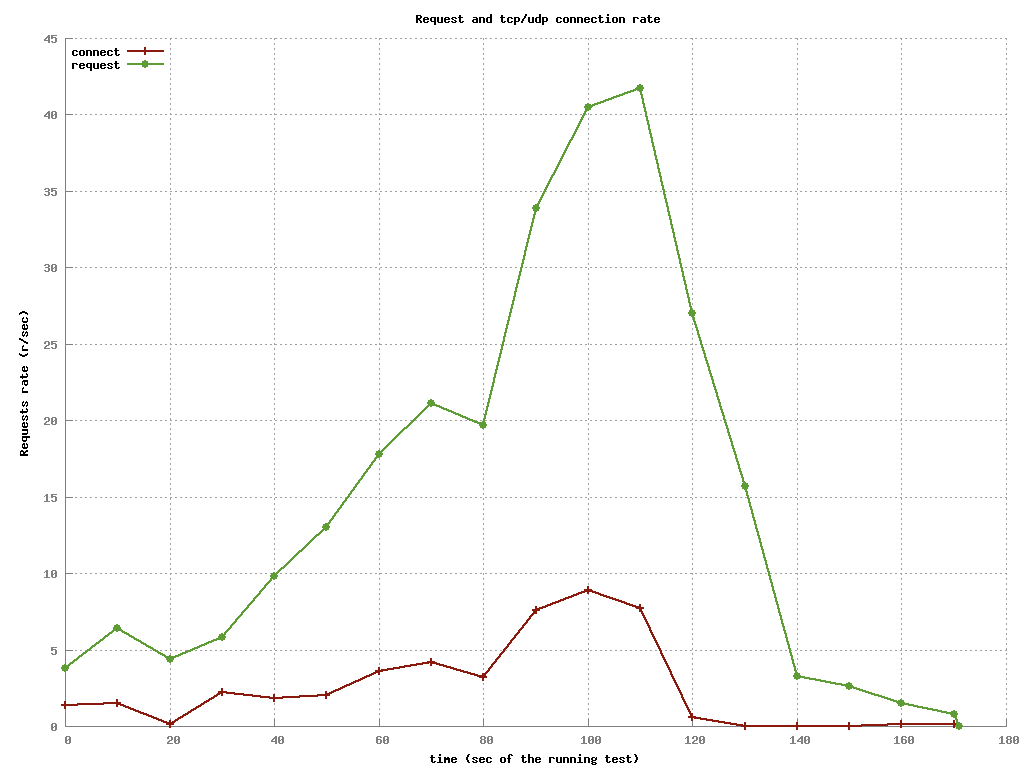 Request and tcp/udp connection rate
connect
request
45
40
35
30
25
20
15
10
5
0
Requests rate (r/sec)
0 20 40 60 80 100 120 140 160 180
time (sec of the running test)